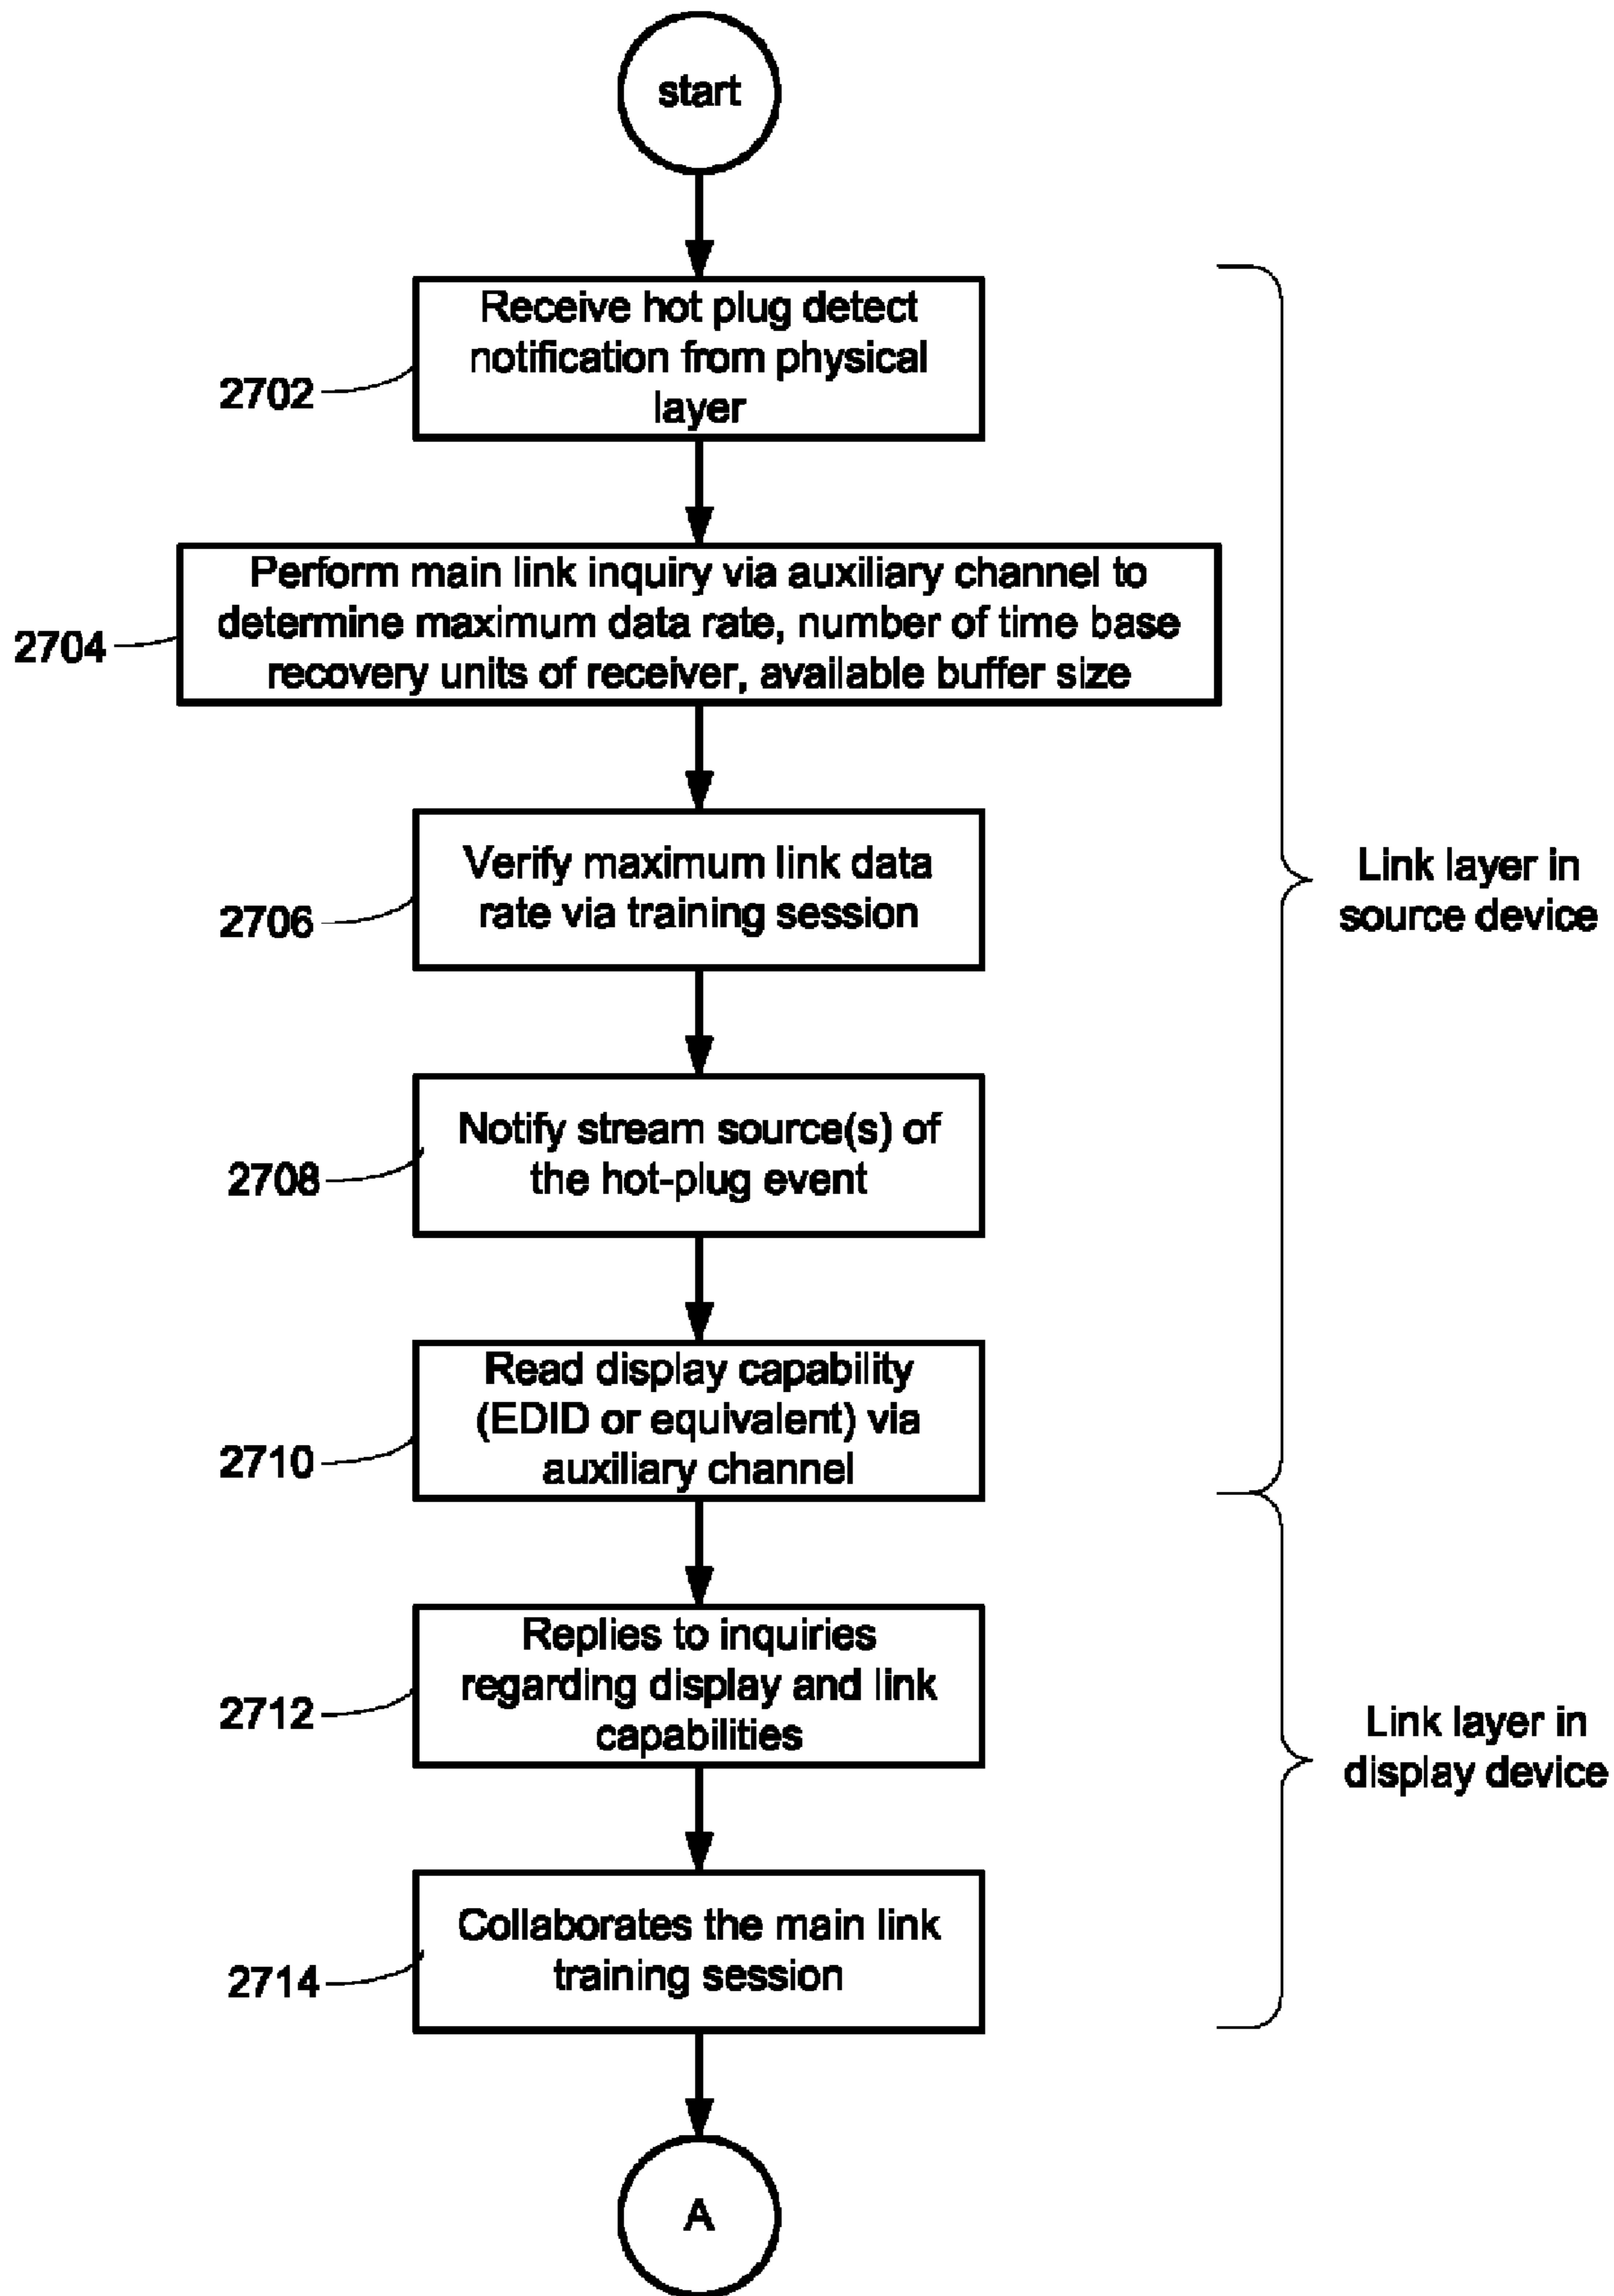 start
Receive hot plug detect
notification from physical
layer
2702
Perform main link inquiry via auxiliary channel to
determine maximum data rate, number of time base
recovery units of receiver, available buffer size
2704
Verify maximum link data
rate via training session
2706
Link layer in
source device
Notify stream source(s) of
the hot-plug event
2708
Read display capability
(EDID or equivalent) via
auxiliary channel
2710
Replies to inquiries
regarding display and link
capabilities
2712
Link layer in
display device
Collaborates the main link
training session
2714
A